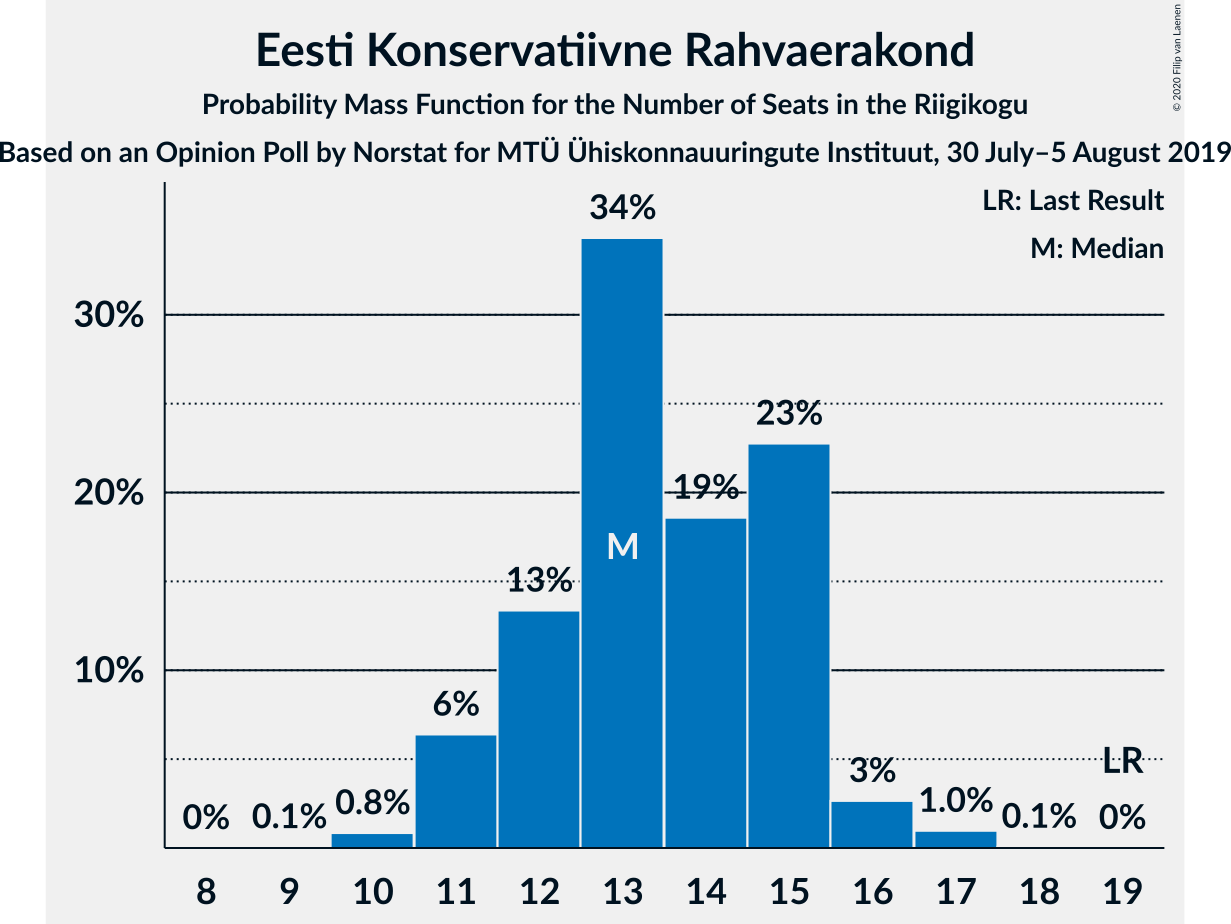 Eesti Konservatiivne Rahvaerakond
Probability Mass Function for the Number of Seats in the Riigikogu
Based on an Opinion Poll by Norstat for MTÜ Ühiskonnauuringute Instituut, 30 July–5 August 2019
© 2020 Filip van Laenen
LR: Last Result
M: Median
34%
30%
23%
20%
19%
M
13%
10%
6%
LR
3%
0% 0.1% 0.8% 1.0% 0.1% 0%
8 9 10 11 12 13 14 15 16 17 18 19